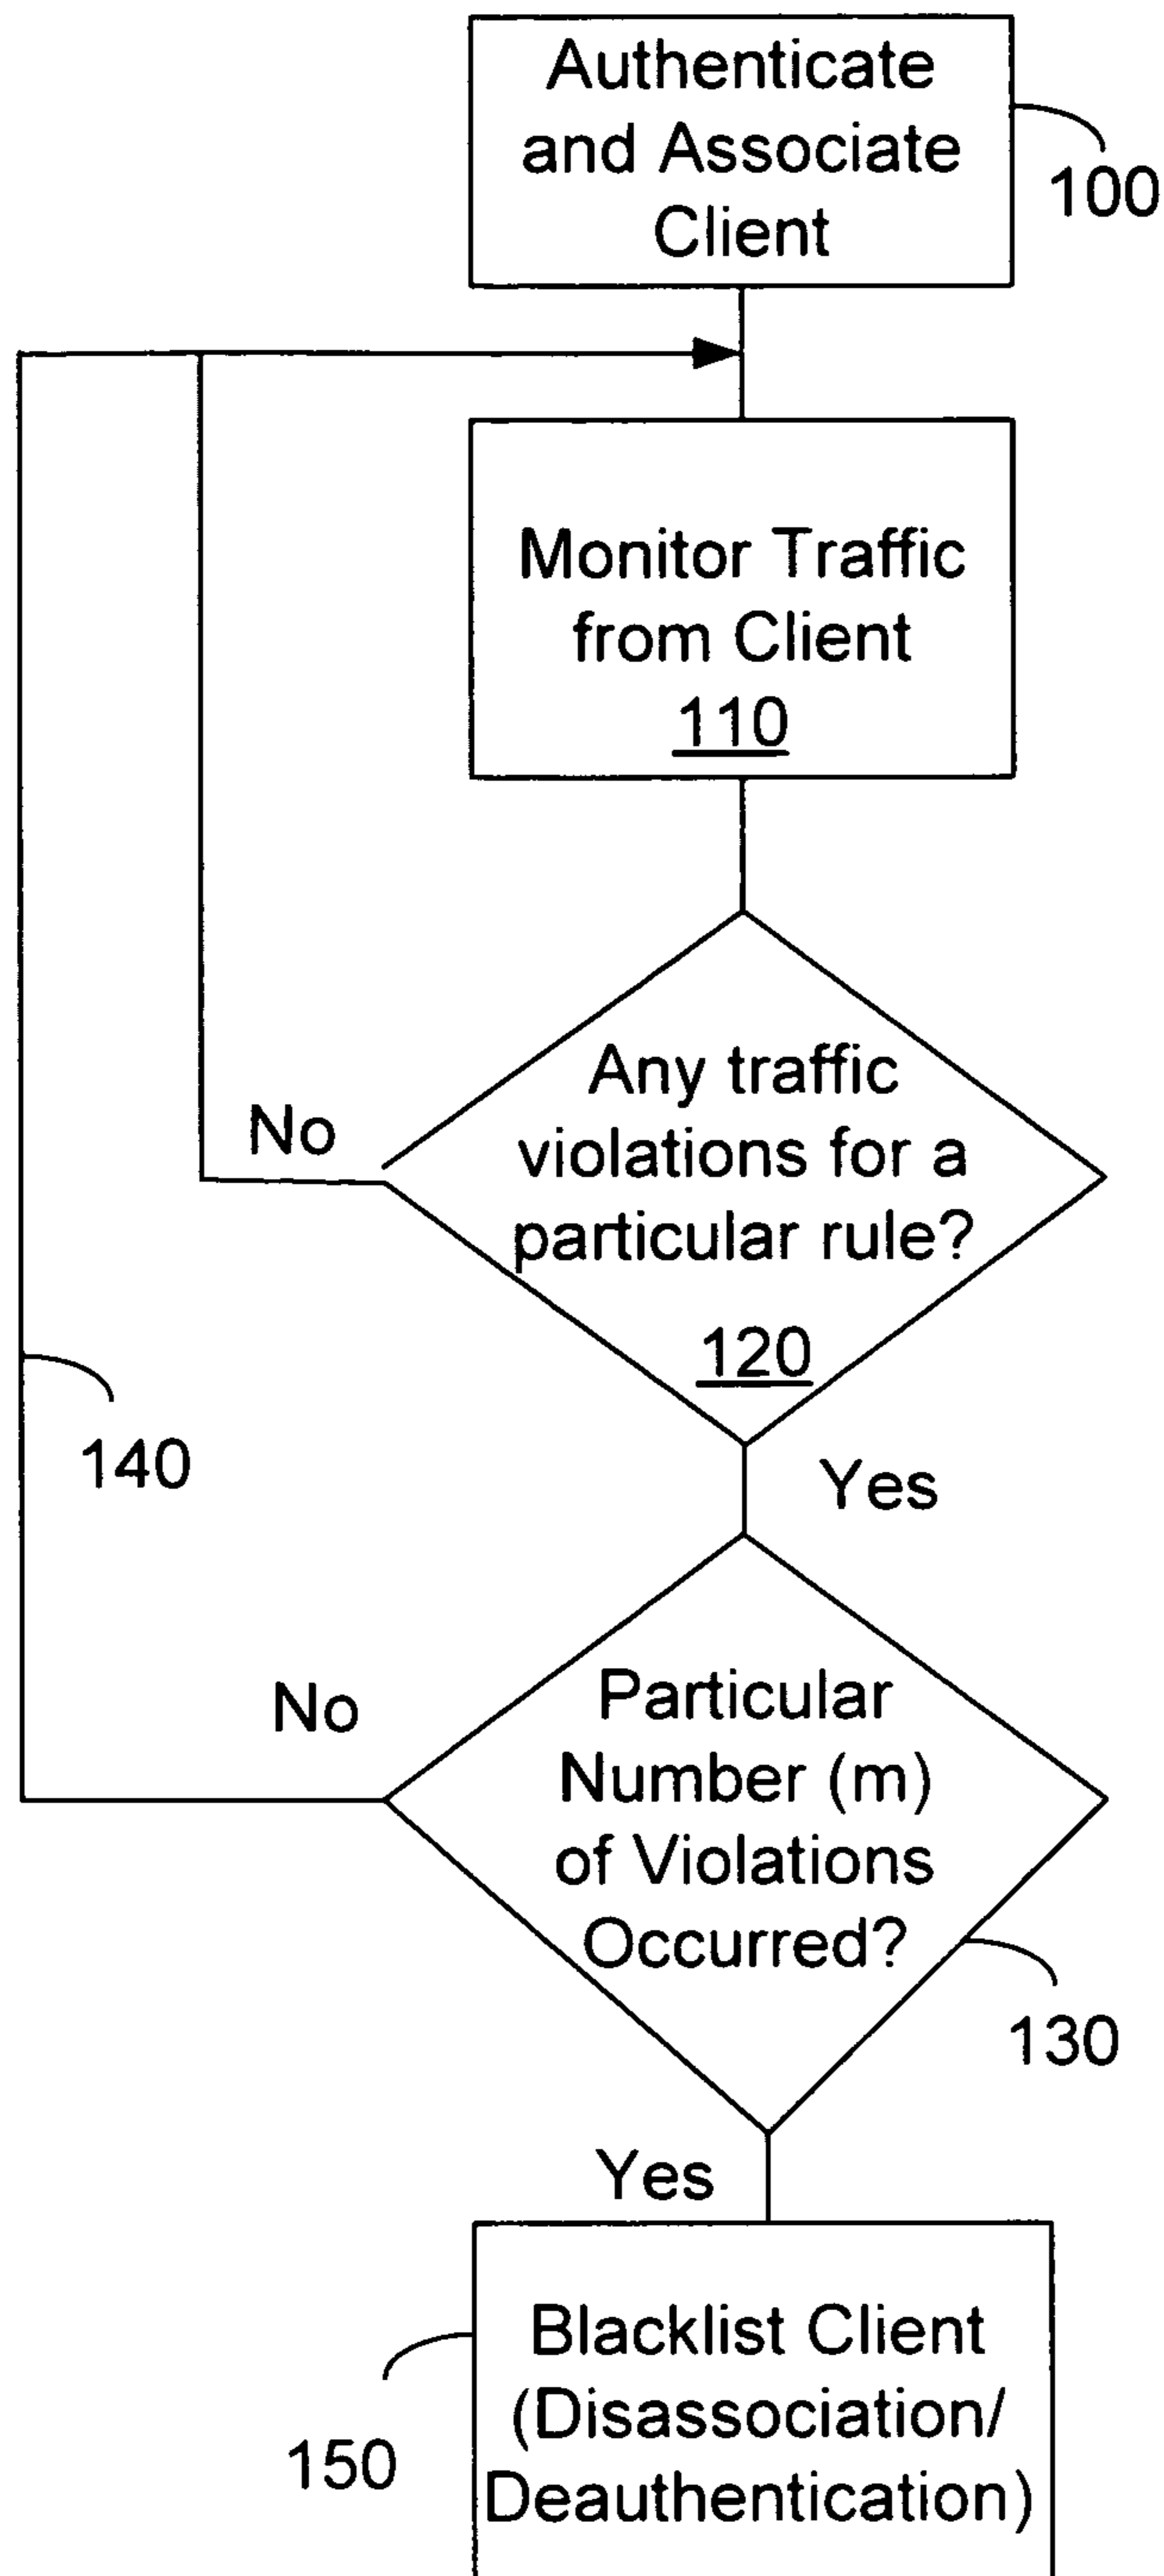 Authenticate
and Associate
Client
100
Monitor Traffic
from Client
110
Any traffic
violations for a
particular rule?
120
No
Yes
140
Particular
Number (m)
of Violations
Occurred?
No
130
Yes
Blacklist Client
(Disassociation/
Deauthentication)
150